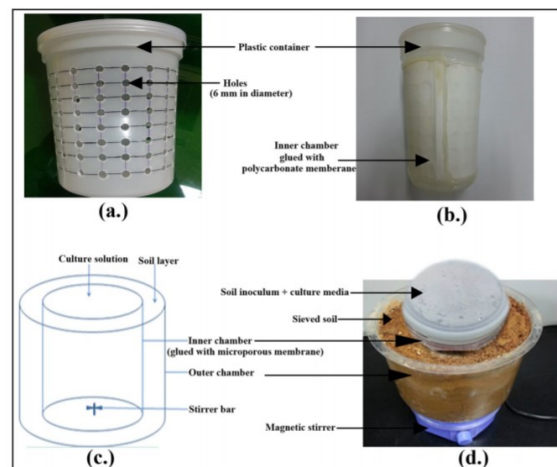 Plastic container
Holes
(6 mm in diameter)
Inner chamber
glued with
polycarbonate memberane
(a.)
(b.)
Culture solution
Soil layer
Soil inoculum + culture media
Sieved soil
Inner chamber
(glued with microporous membrane)
Outer chamber
Stirrer bar
Magnetic stirrer
(c.)
(d.)